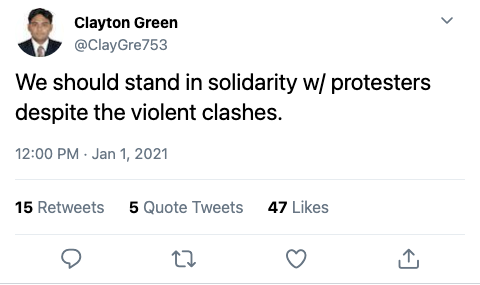 Clayton Green
@ClayGre753
We should stand in solidarity w/ protesters
despite the violent clashes.
12:00 PM · Jan 1, 2021
15 Retweets 5 Quote Tweets 47 Likes